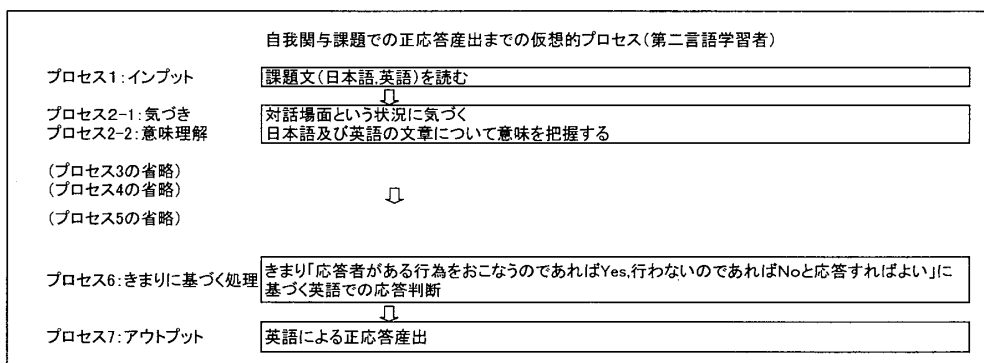 自我関与課題での正応答産出までの仮想的プロセス(第二言語学習者)
プロセス1:インプット 課題文(日本語,英語)を読む
プロセス2-1:気づき 対話場面という状況に気づく
プロセス2-2:意味理解 日本語及び英語の文章について意味を把握する
(プロセス3の省略)
(プロセス4の省略)
(プロセス5の省略)
プロセス6:きまりに基づく処理 きまり「応答者がある行為をおこなうのであればYes,行わないのであればNoと応答すればよい」に
基づく英語での応答判断
プロセス7:アウトプット 英語による正応答産出